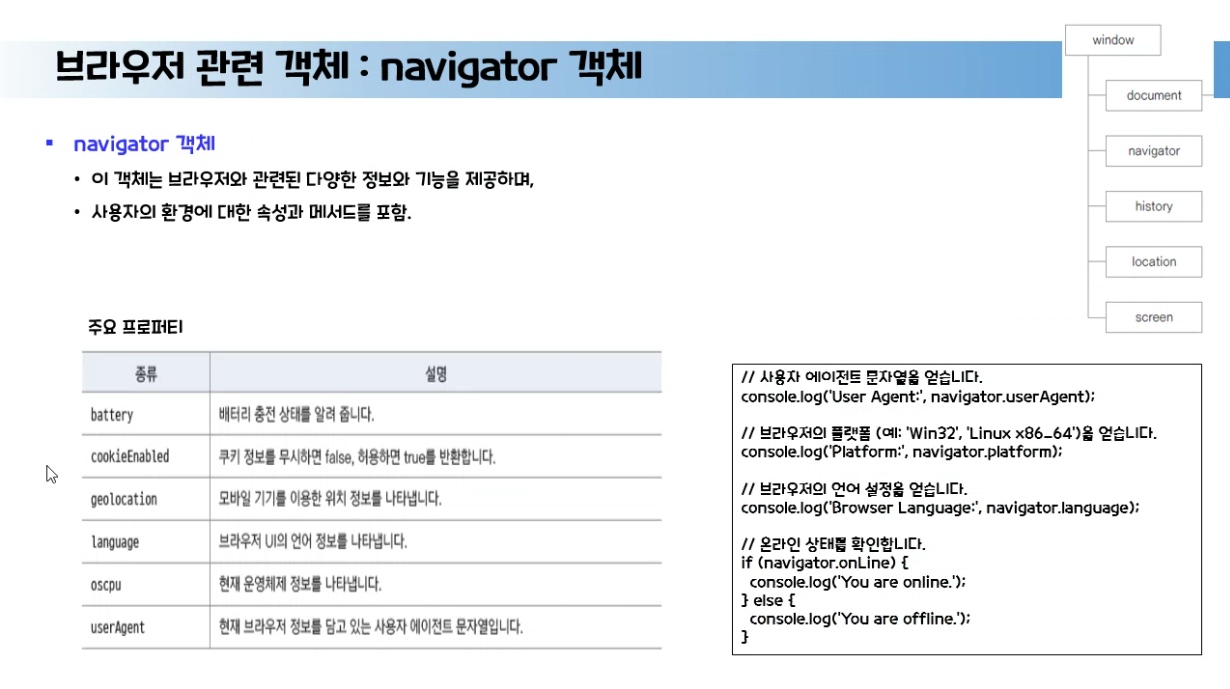 브라우저 관련 객체 : navigator 객체
window
document
navigator
history
location
screen
navigator 객체
이 객체는 브라우저와 관련된 다양한 정보와 기능을 제공하며,
사용자의 환경에 대한 속성과 메서드를 포함.
주요 프로퍼티
종류 설명
battery 배터리 충전 상태를 알려 줍니다.
cookieEnabled 쿠키 정보를 무시하면 false, 허용하면 true를 반환합니다.
geolocation 모바일 기기를 이용한 위치 정보를 나타냅니다.
language 브라우저 UI의 언어 정보를 나타냅니다.
oscpu 현재 운영체제 정보를 나타냅니다.
userAgent 현재 브라우저 정보를 담고 있는 사용자 에이전트 문자열입니다.
// 사용자 에이전트 문자열을 얻습니다.
console.log('User Agent:', navigator.userAgent);
// 브라우저의 플랫폼 (예: 'Win32', 'Linux x86_64')을 얻습니다.
console.log('Platform:', navigator.platform);
// 브라우저의 언어 설정을 얻습니다.
console.log('Browser Language:', navigator.language);
// 온라인 상태를 확인합니다.
if (navigator.onLine) {
console.log('You are online.');
} else {
console.log('You are offline.');
}